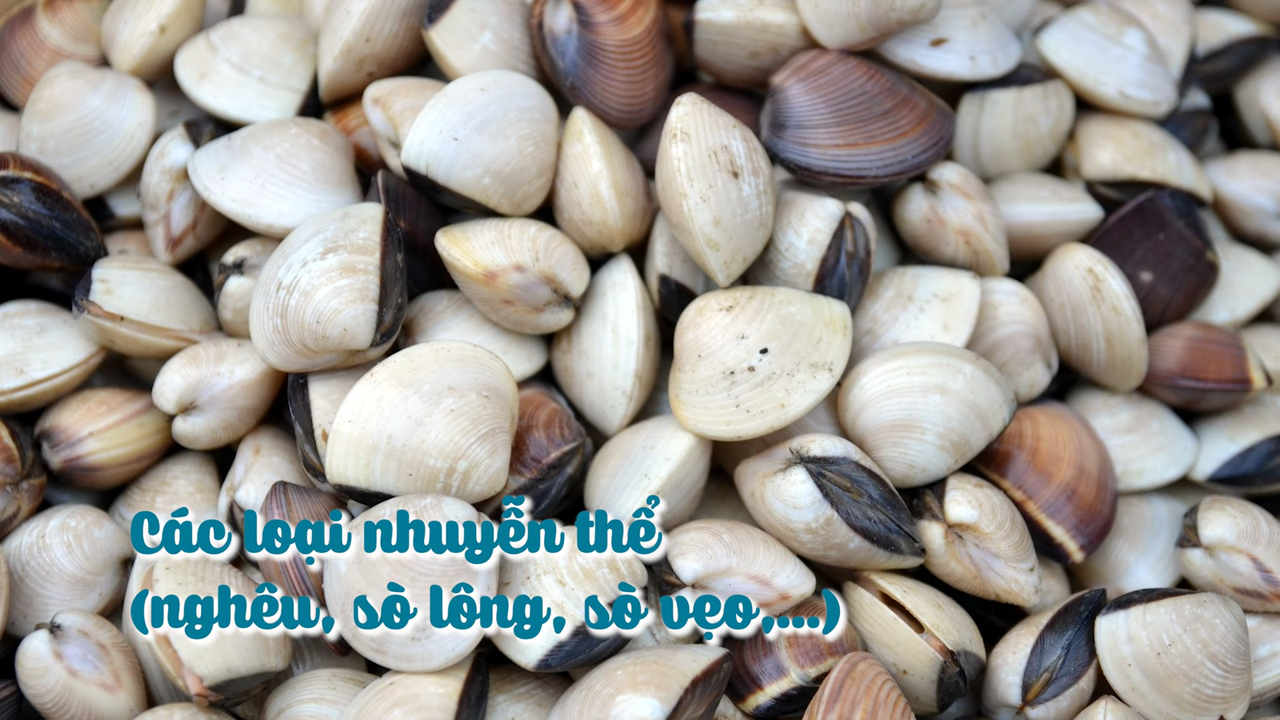 Các loại nhuyễn thể
(nghêu, sò lông, sò vẹo,...)